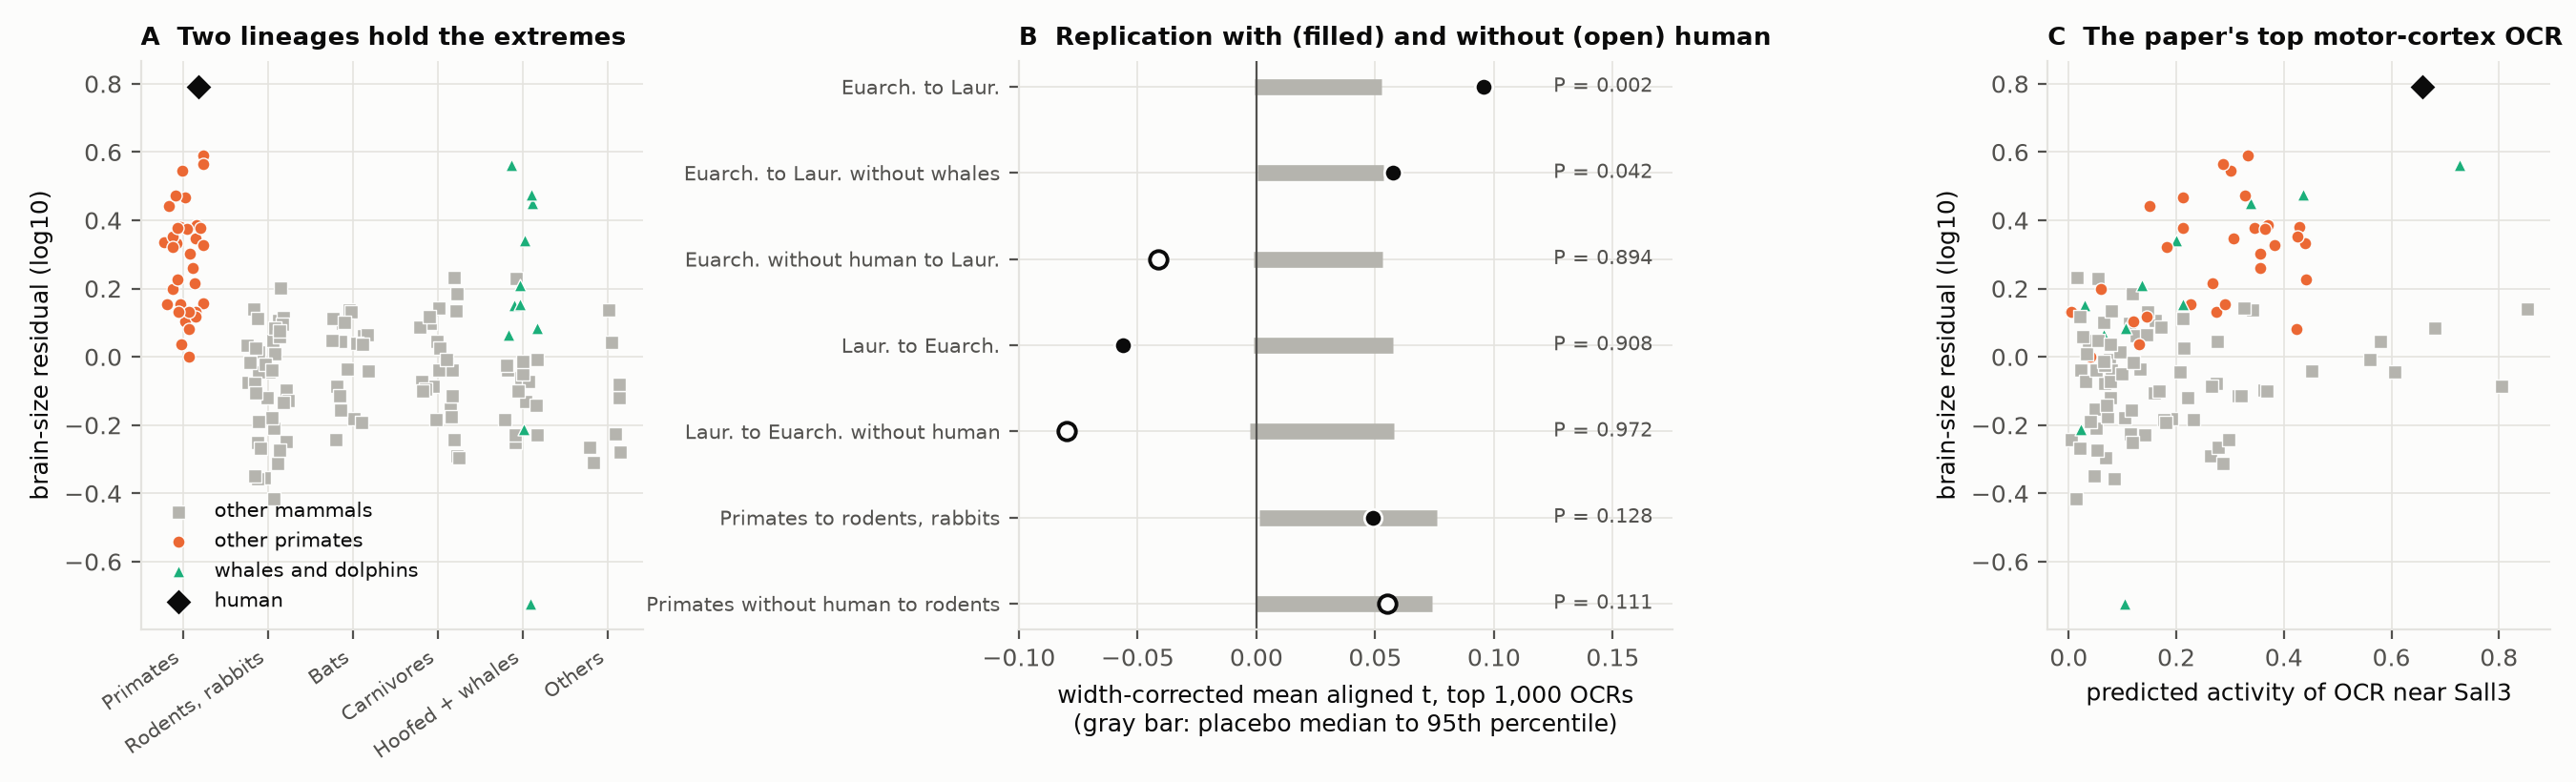 A  Two lineages hold the extremes
brain-size residual (log10)
0.8
0.6
0.4
0.2
0.0
−0.2
−0.4
−0.6
other mammals
other primates
whales and dolphins
human
Primates
Rodents, rabbits
Bats
Carnivores
Hoofed + whales
Others
B  Replication with (filled) and without (open) human
Euarch. to Laur.
P = 0.002
Euarch. to Laur. without whales
P = 0.042
Euarch. without human to Laur.
P = 0.894
Laur. to Euarch.
P = 0.908
Laur. to Euarch. without human
P = 0.972
Primates to rodents, rabbits
P = 0.128
Primates without human to rodents
P = 0.111
−0.10
−0.05
0.00
0.05
0.10
0.15
width-corrected mean aligned t, top 1,000 OCRs
(gray bar: placebo median to 95th percentile)
C  The paper's top motor-cortex OCR
brain-size residual (log10)
0.8
0.6
0.4
0.2
0.0
−0.2
−0.4
−0.6
0.0
0.2
0.4
0.6
0.8
predicted activity of OCR near Sall3